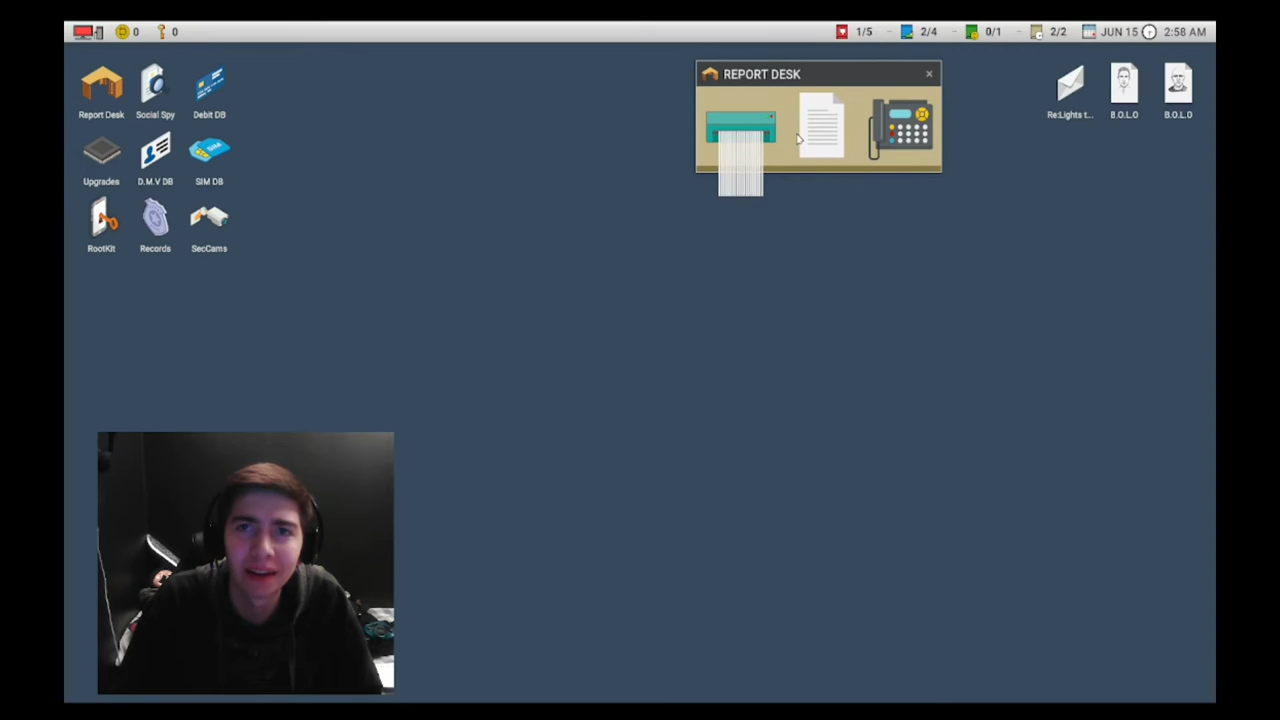 0 0 1/5 - 2/4 - 0/1 - 2/2 JUN 15 2:58 AM
REPORT DESK ×
Report Desk Social Spy Debit DB
Re:Lights t... B.O.L.O B.O.L.O
Upgrades D.M.V DB SIM DB
RootKit Records SecCams